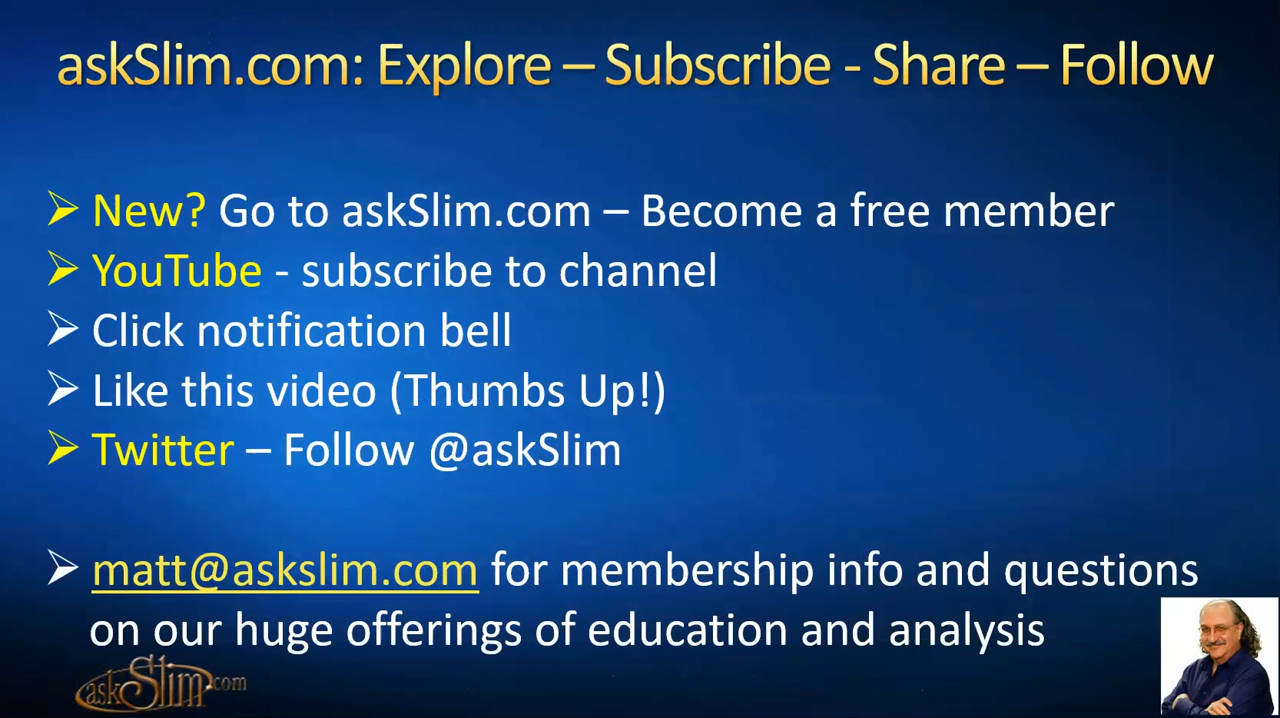 askSlim.com: Explore – Subscribe - Share – Follow
New? Go to askSlim.com – Become a free member
YouTube - subscribe to channel
Click notification bell
Like this video (Thumbs Up!)
Twitter – Follow @askSlim
matt@askslim.com for membership info and questions
on our huge offerings of education and analysis
askSlim.com